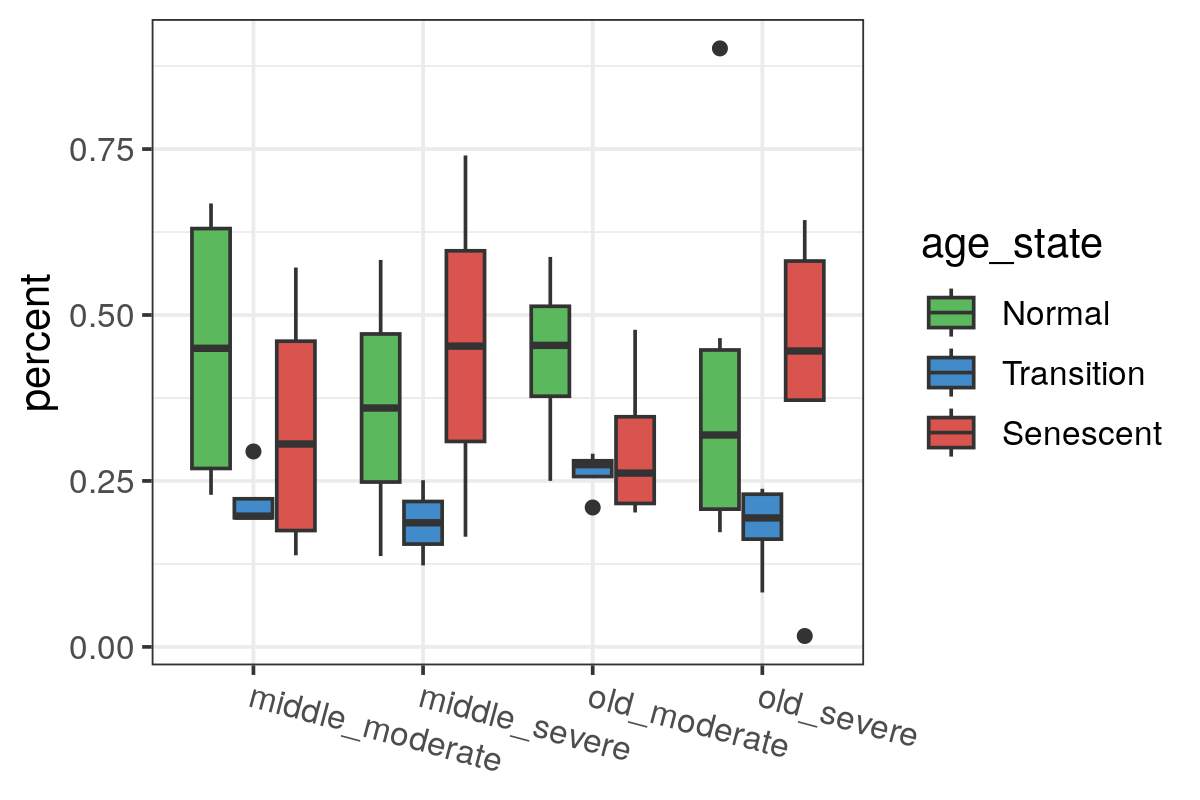 percent
0.75
0.50
0.25
0.00
middle_moderate
middle_severe
old_moderate
old_severe
age_state
Normal
Transition
Senescent